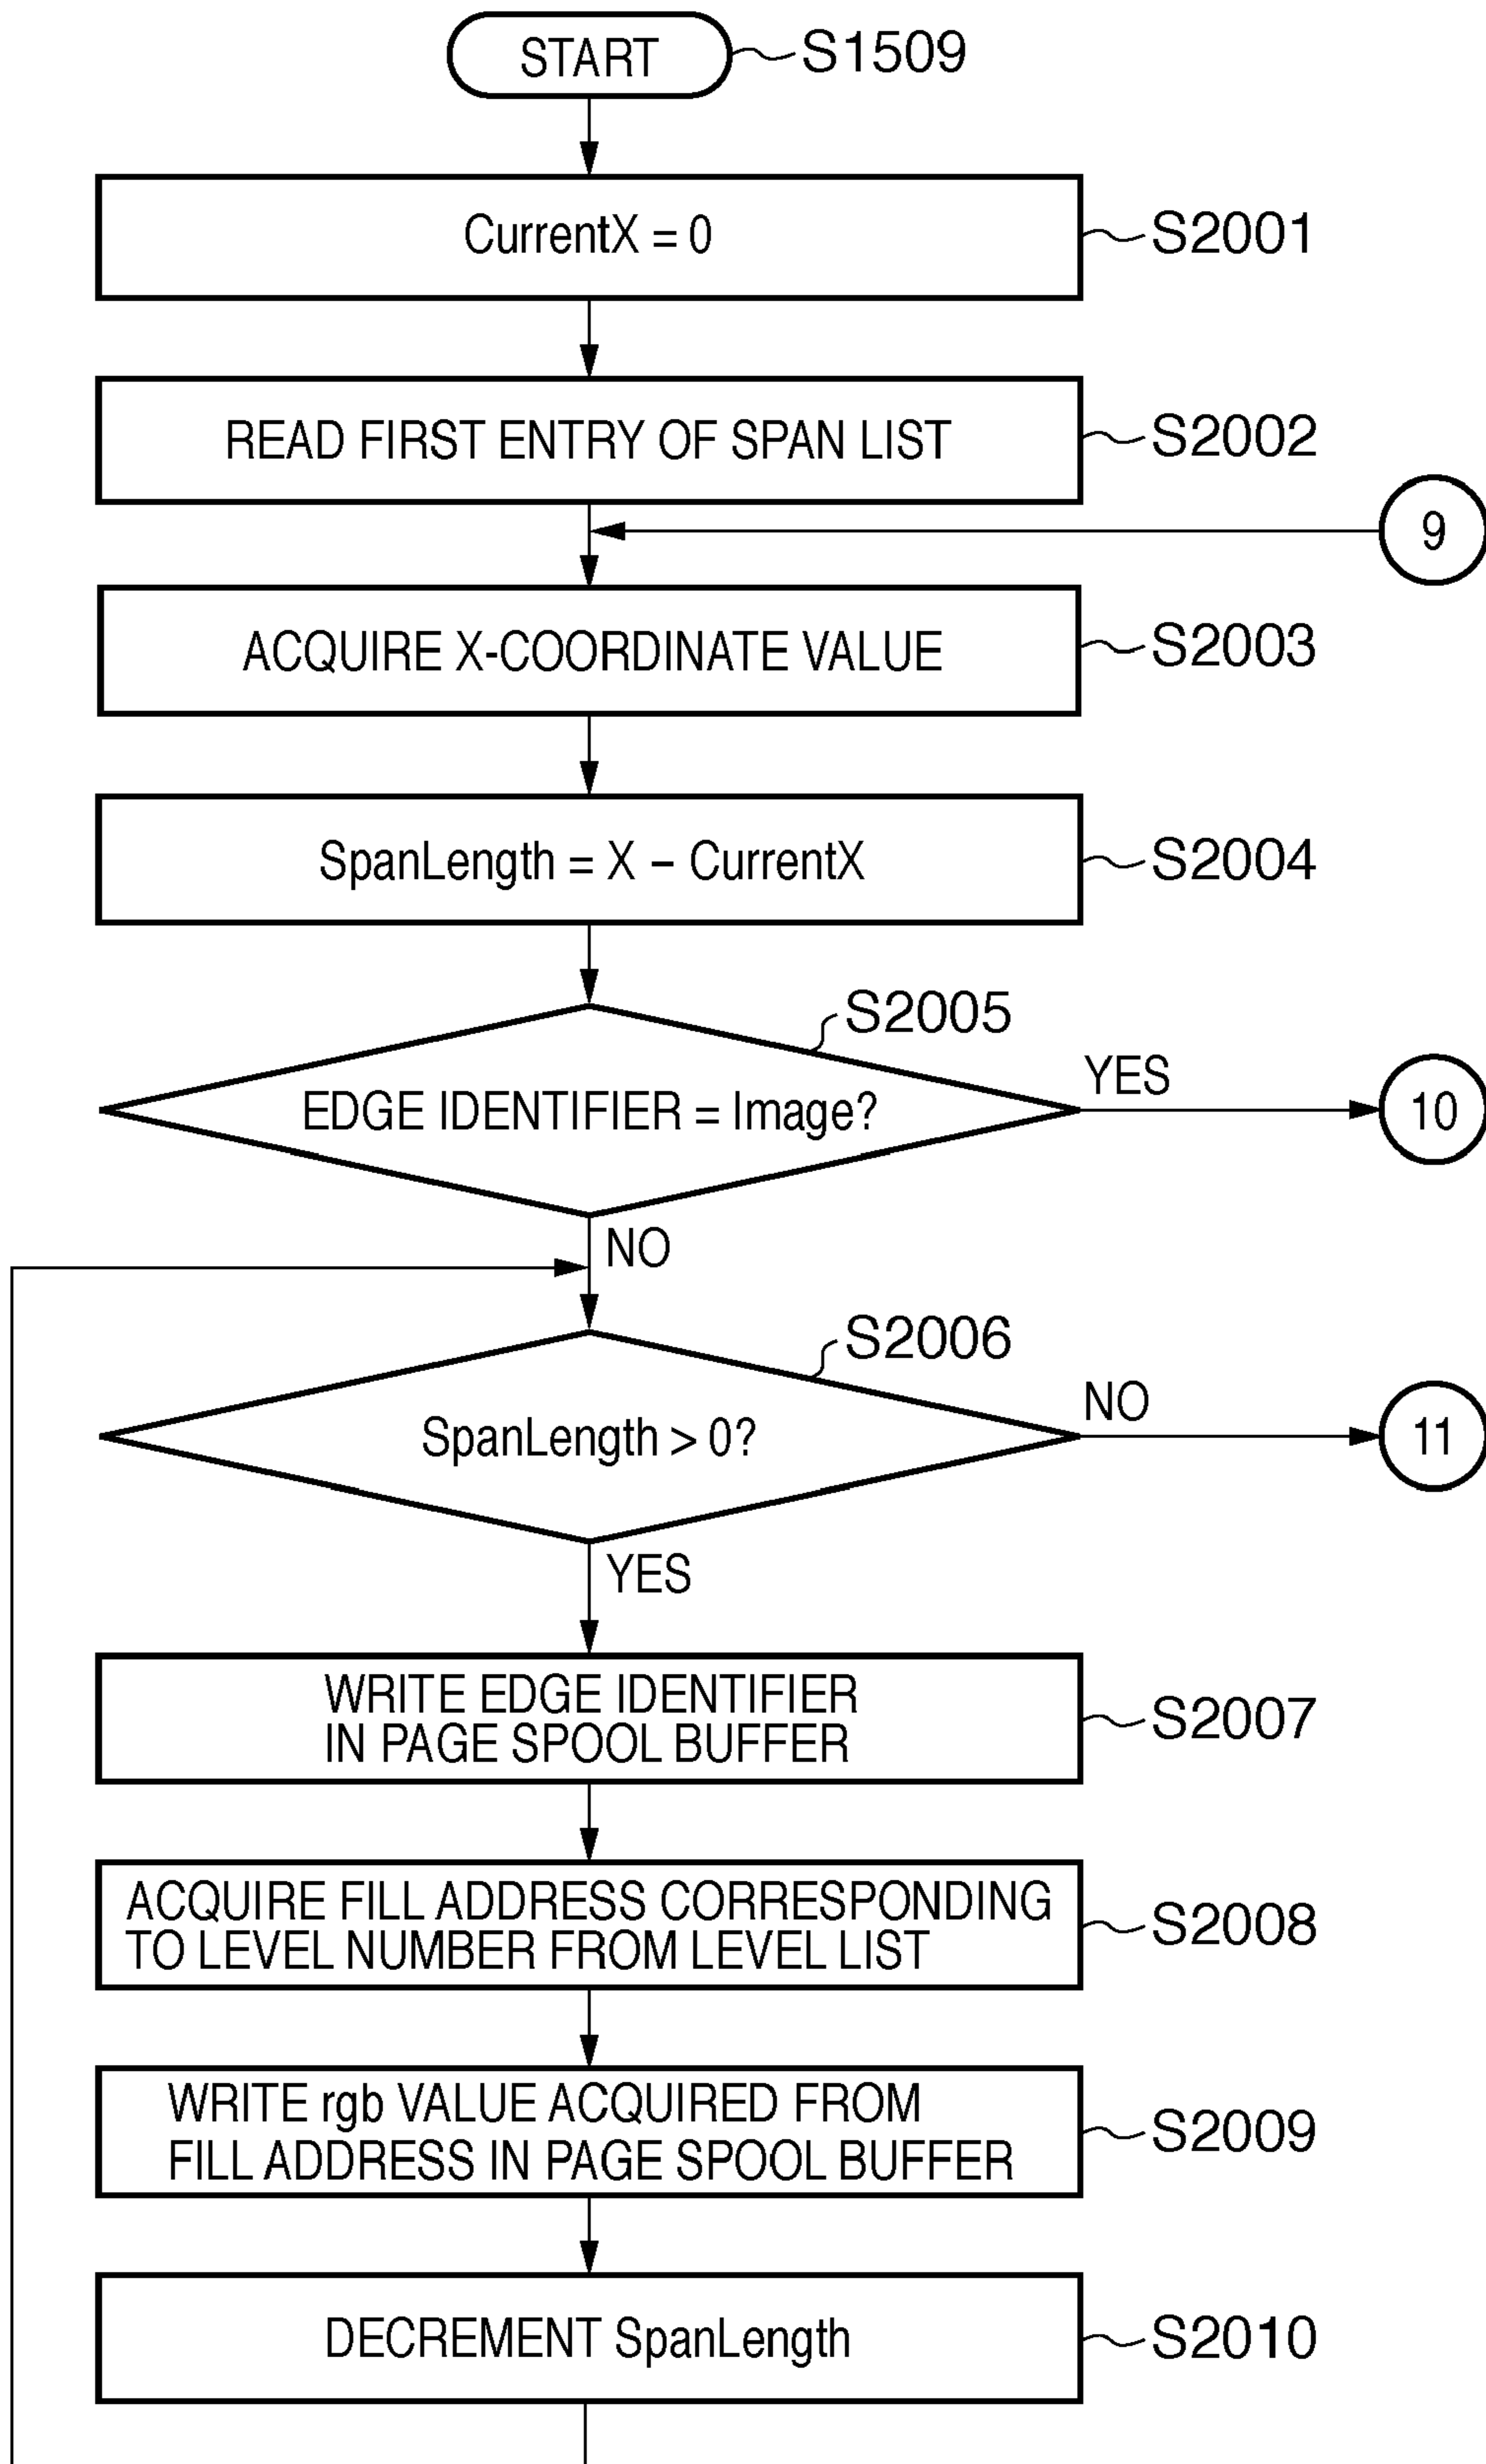 START
S1509
CurrentX = 0
S2001
READ FIRST ENTRY OF SPAN LIST
S2002
9
ACQUIRE X-COORDINATE VALUE
S2003
SpanLength = X – CurrentX
S2004
S2005
EDGE IDENTIFIER = Image?
YES
10
NO
S2006
SpanLength > 0?
NO
11
YES
WRITE EDGE IDENTIFIER
IN PAGE SPOOL BUFFER
S2007
ACQUIRE FILL ADDRESS CORRESPONDING
TO LEVEL NUMBER FROM LEVEL LIST
S2008
WRITE rgb VALUE ACQUIRED FROM
FILL ADDRESS IN PAGE SPOOL BUFFER
S2009
DECREMENT SpanLength
S2010